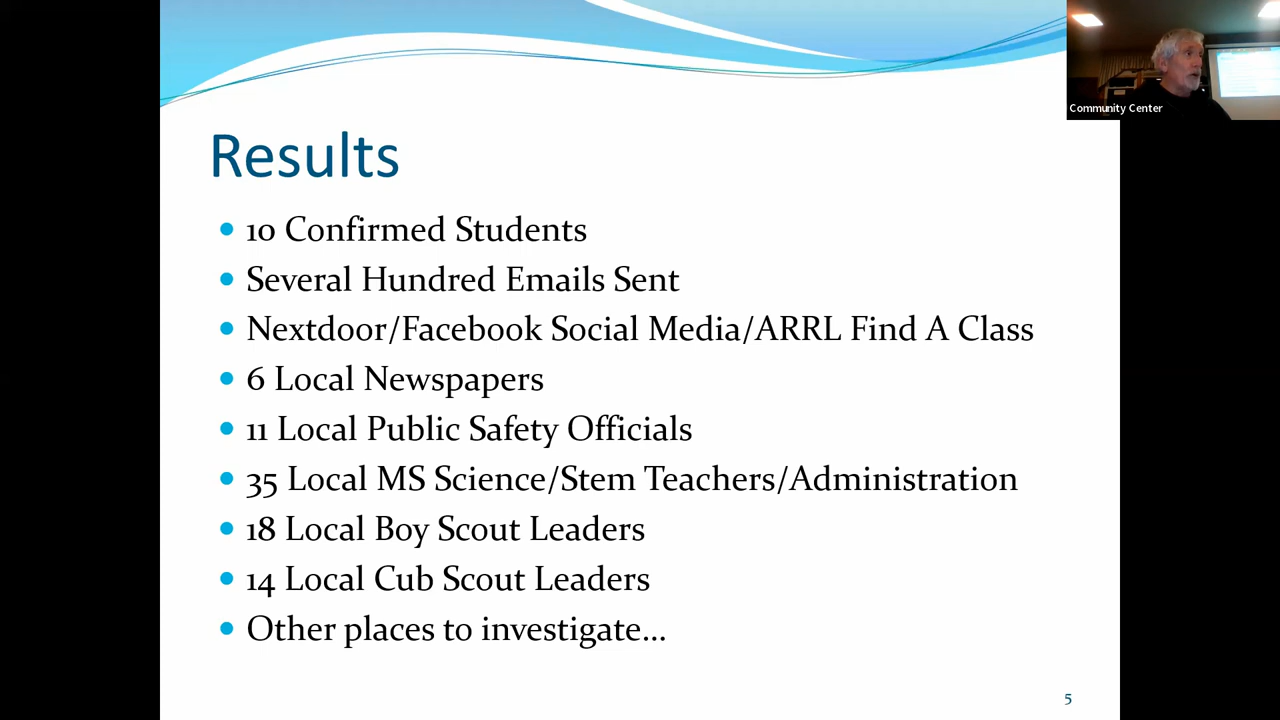 Community Center
Results
10 Confirmed Students
Several Hundred Emails Sent
Nextdoor/Facebook Social Media/ARRL Find A Class
6 Local Newspapers
11 Local Public Safety Officials
35 Local MS Science/Stem Teachers/Administration
18 Local Boy Scout Leaders
14 Local Cub Scout Leaders
Other places to investigate...
5